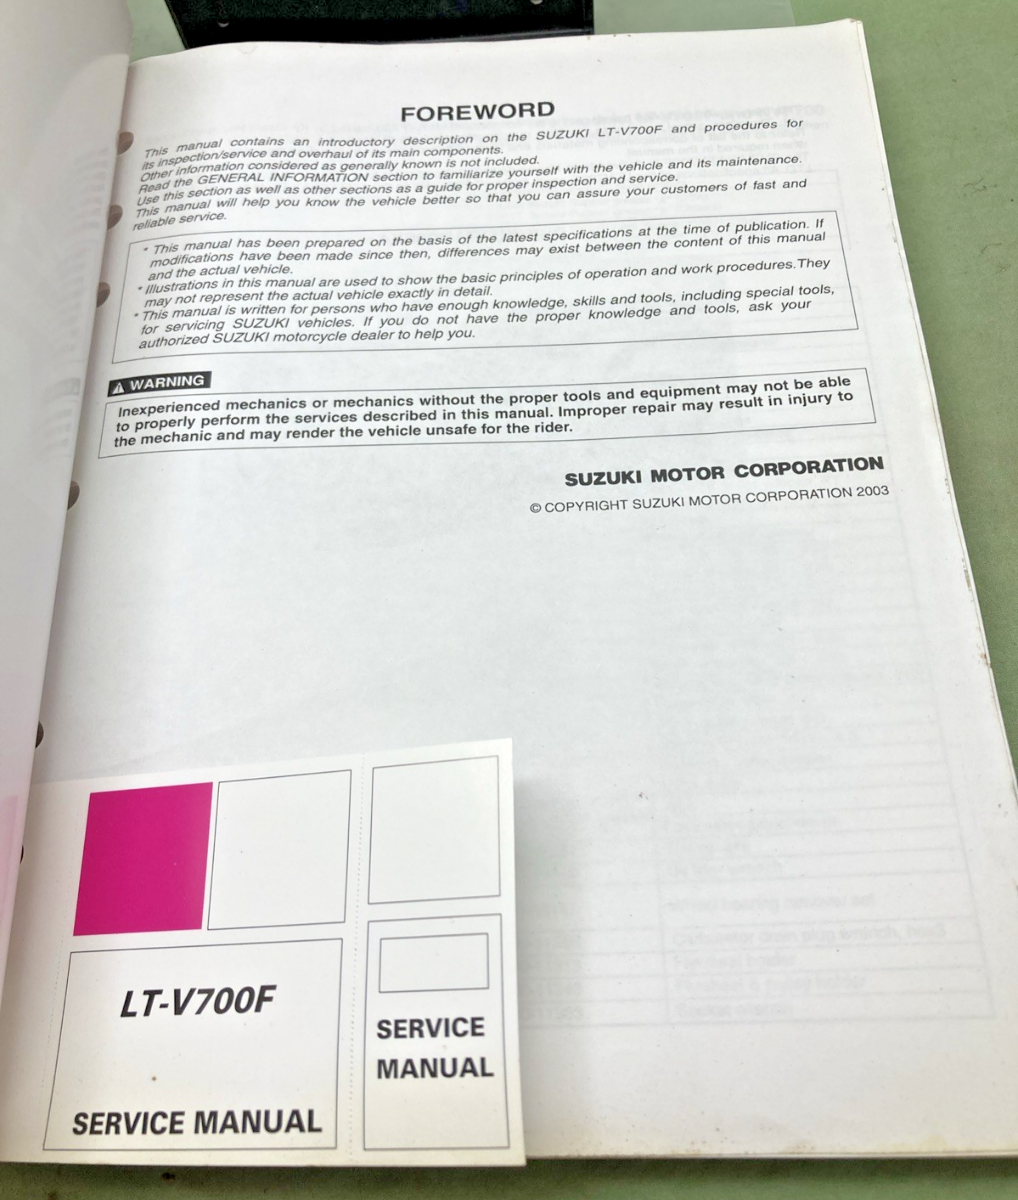 FOREWORD
This manual contains an introductory description on the SUZUKI LT-V700F and procedures for
its inspection/service and overhaul of its main components.
Other information considered as generally known is not included.
Read the GENERAL INFORMATION section to familiarize yourself with the vehicle and its maintenance.
Use this section as well as other sections as a guide for proper inspection and service.
This manual will help you know the vehicle better so that you can assure your customers of fast and
reliable service.
* This manual has been prepared on the basis of the latest specifications at the time of publication. If
modifications have been made since then, differences may exist between the content of this manual
and the actual vehicle.
* Illustrations in this manual are used to show the basic principles of operation and work procedures.They
may not represent the actual vehicle exactly in detail.
* This manual is written for persons who have enough knowledge, skills and tools, including special tools,
for servicing SUZUKI vehicles. If you do not have the proper knowledge and tools, ask your
authorized SUZUKI motorcycle dealer to help you.
WARNING
Inexperienced mechanics or mechanics without the proper tools and equipment may not be able
to properly perform the services described in this manual. Improper repair may result in injury to
the mechanic and may render the vehicle unsafe for the rider.
SUZUKI MOTOR CORPORATION
© COPYRIGHT SUZUKI MOTOR CORPORATION 2003
LT-V700F
SERVICE MANUAL
SERVICE
MANUAL